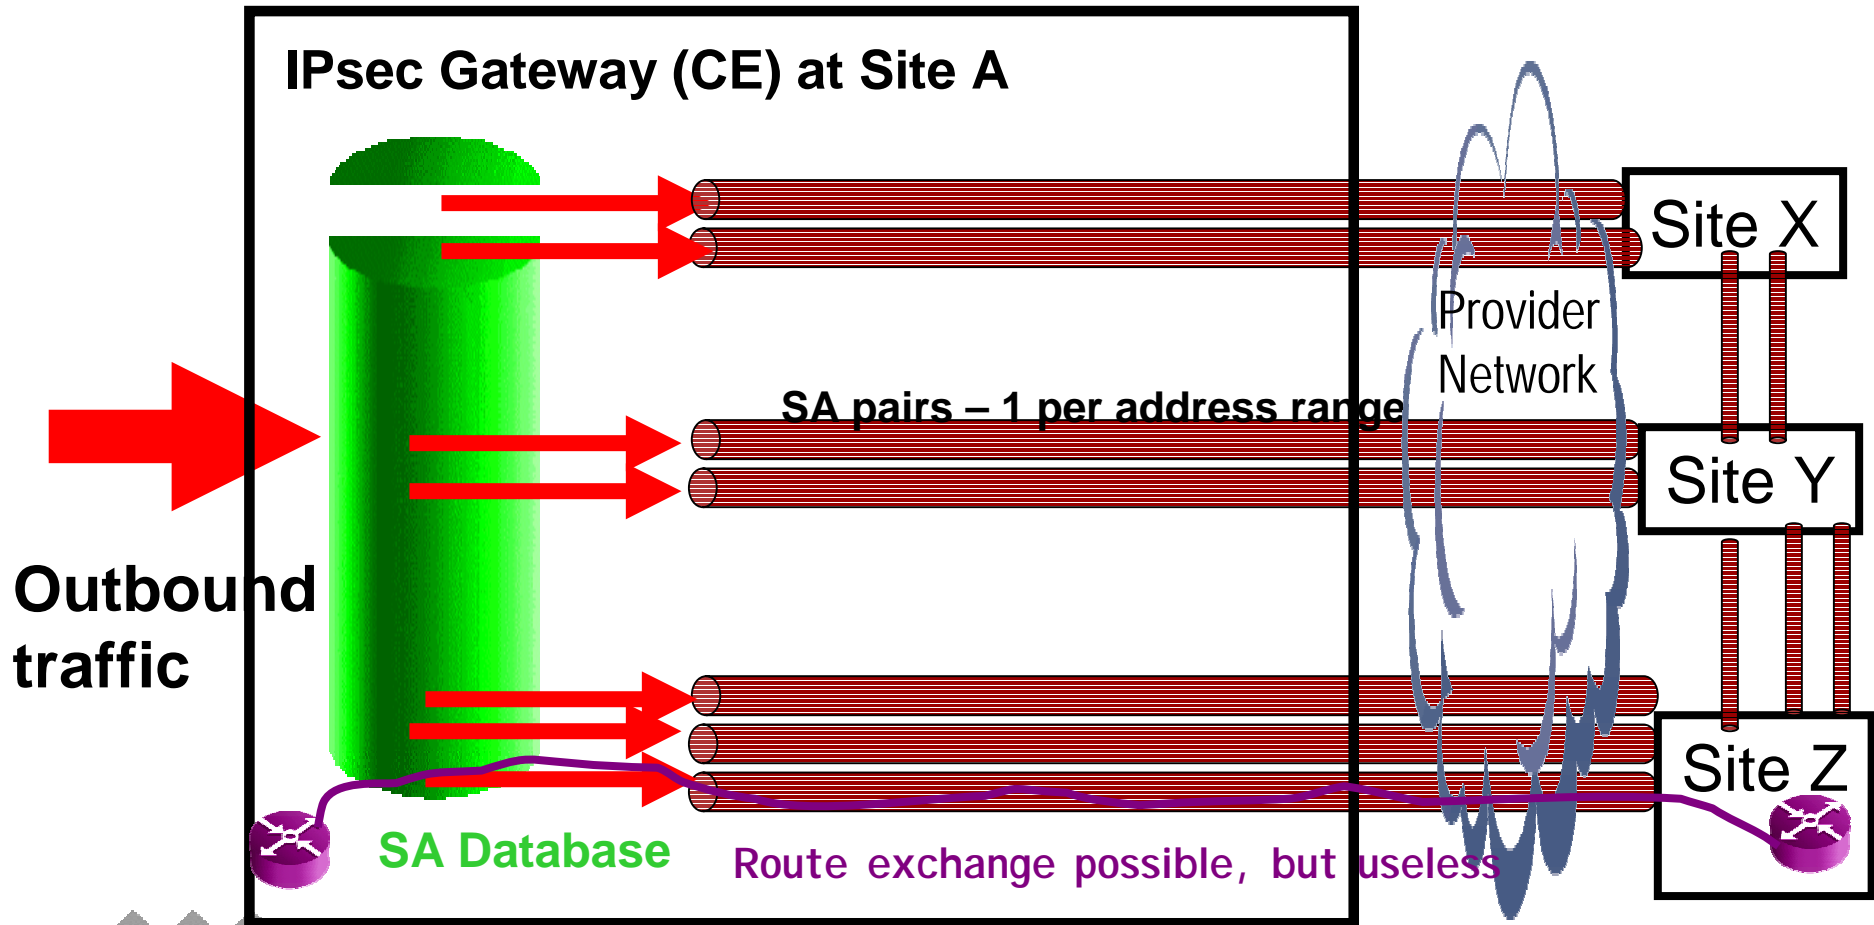 IPsec Gateway (CE) at Site A
Site X
Provider
Network
SA pairs – 1 per address range
Site Y
Outbound
traffic
Site Z
SA Database
Route exchange possible, but useless